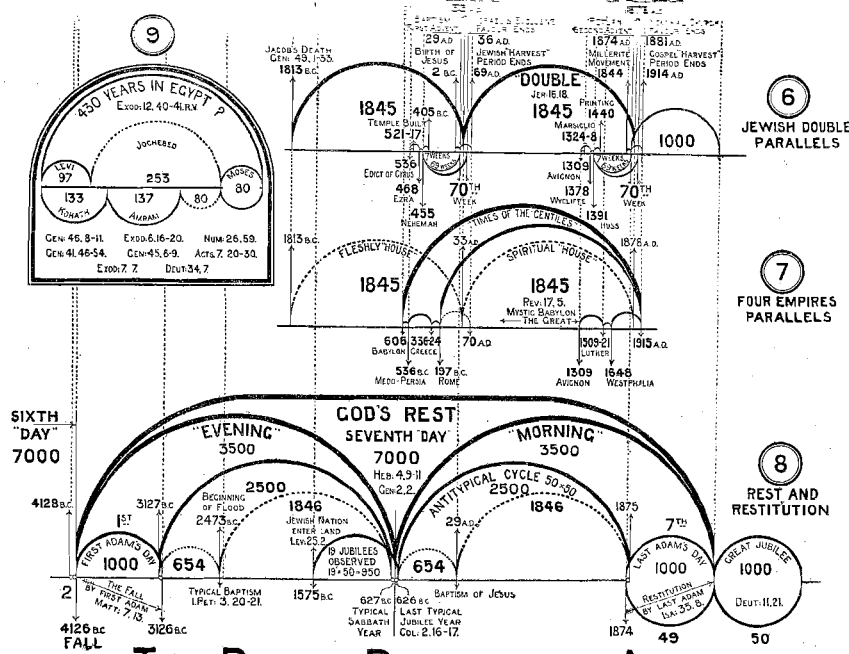 9
430 YEARS IN EGYPT ?
EXOD: 12, 40-41. R.V.
JOCHEBED
LEVI
97
253
MOSES
80
133
KOHATH
137
AMRAM
80
GEN: 46, 8-11. EXOD: 6.16-20. NUM: 26, 59.
GEN: 41, 46-54. GEN: 45, 6-9. ACTS. 7. 20-30.
EXOD: 7. 7. DEUT: 34, 7
JACOB'S DEATH
GEN: 49, 1-33.
1813 B.C.
29 A.D.
BIRTH OF
JESUS
2 B.C.
36 A.D.
JEWISH "HARVEST"
PERIOD ENDS
69 A.D.
1874 A.D.
MILLERITE
MOVEMENT
1844
1881 A.D.
GOSPEL "HARVEST"
PERIOD ENDS
1914 A.D.
"DOUBLE"
JER: 16, 18.
1845
405 B.C.
TEMPLE BUILT
521-17
1845
PRINTING
1440
MARSIGLIO
1324-8
1000
7 WEEKS
7 WEEKS
536
EDICT OF CYRUS
468
EZRA
455
NEHEMIAH
70TH
WEEK
1309
AVIGNON
1378
WYCLIFFE
1391
HUSS
70TH
WEEK
6
JEWISH DOUBLE
PARALLELS
TIMES OF THE GENTILES
1813 B.C.
FLESHLY HOUSE
33 A.D.
SPIRITUAL HOUSE
1878 A.D.
1845
1845
REV: 17, 5.
MYSTIC BABYLON
THE GREAT
606
BABYLON
536 B.C.
MEDO-PERSIA
GREECE
197 B.C.
ROME
70 A.D.
1309
AVIGNON
1509-21
LUTHER
1648
WESTPHALIA
1915 A.D.
7
FOUR EMPIRES
PARALLELS
SIXTH
"DAY"
7000
GOD'S REST
SEVENTH "DAY"
7000
HEB: 4, 9-11
GEN: 2, 2.
"EVENING"
3500
"MORNING"
3500
8
REST AND
RESTITUTION
4128 B.C.
3127 B.C.
BEGINNING
OF FLOOD
2473 B.C.
2500
1846
JEWISH NATION
ENTER LAND
LEV: 25.2.
ANTITYPICAL CYCLE 50×50
2500
1846
29 A.D.
1875
1ST
FIRST ADAM'S DAY
1000
654
19 JUBILEES
OBSERVED
19×50=950
654
7TH
LAST ADAM'S DAY
1000
RESTITUTION
BY LAST ADAM
ISA: 35, 8.
GREAT JUBILEE
1000
DEUT: 11, 21.
2
THE FALL
BY FIRST ADAM
MATT: 7, 13.
4126 B.C.
FALL
3126 B.C.
TYPICAL BAPTISM
I. PET: 3, 20-21.
1575 B.C.
627 B.C.
TYPICAL
SABBATH
YEAR
626 B.C.
LAST TYPICAL
JUBILEE YEAR
COL: 2.16-17.
BAPTISM OF JESUS
1874
49
50